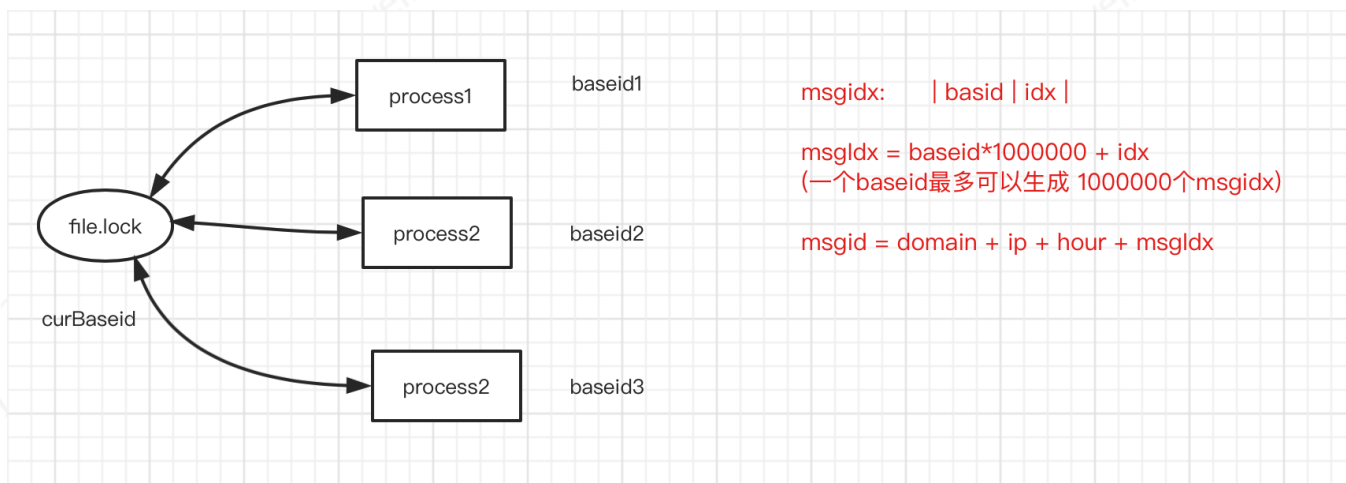 process1
baseid1
file.lock
process2
baseid2
curBaseid
process2
baseid3
msgidx: | basid | idx |
msgIdx = baseid*1000000 + idx
(一个baseid最多可以生成 1000000个msgidx)
msgid = domain + ip + hour + msgIdx